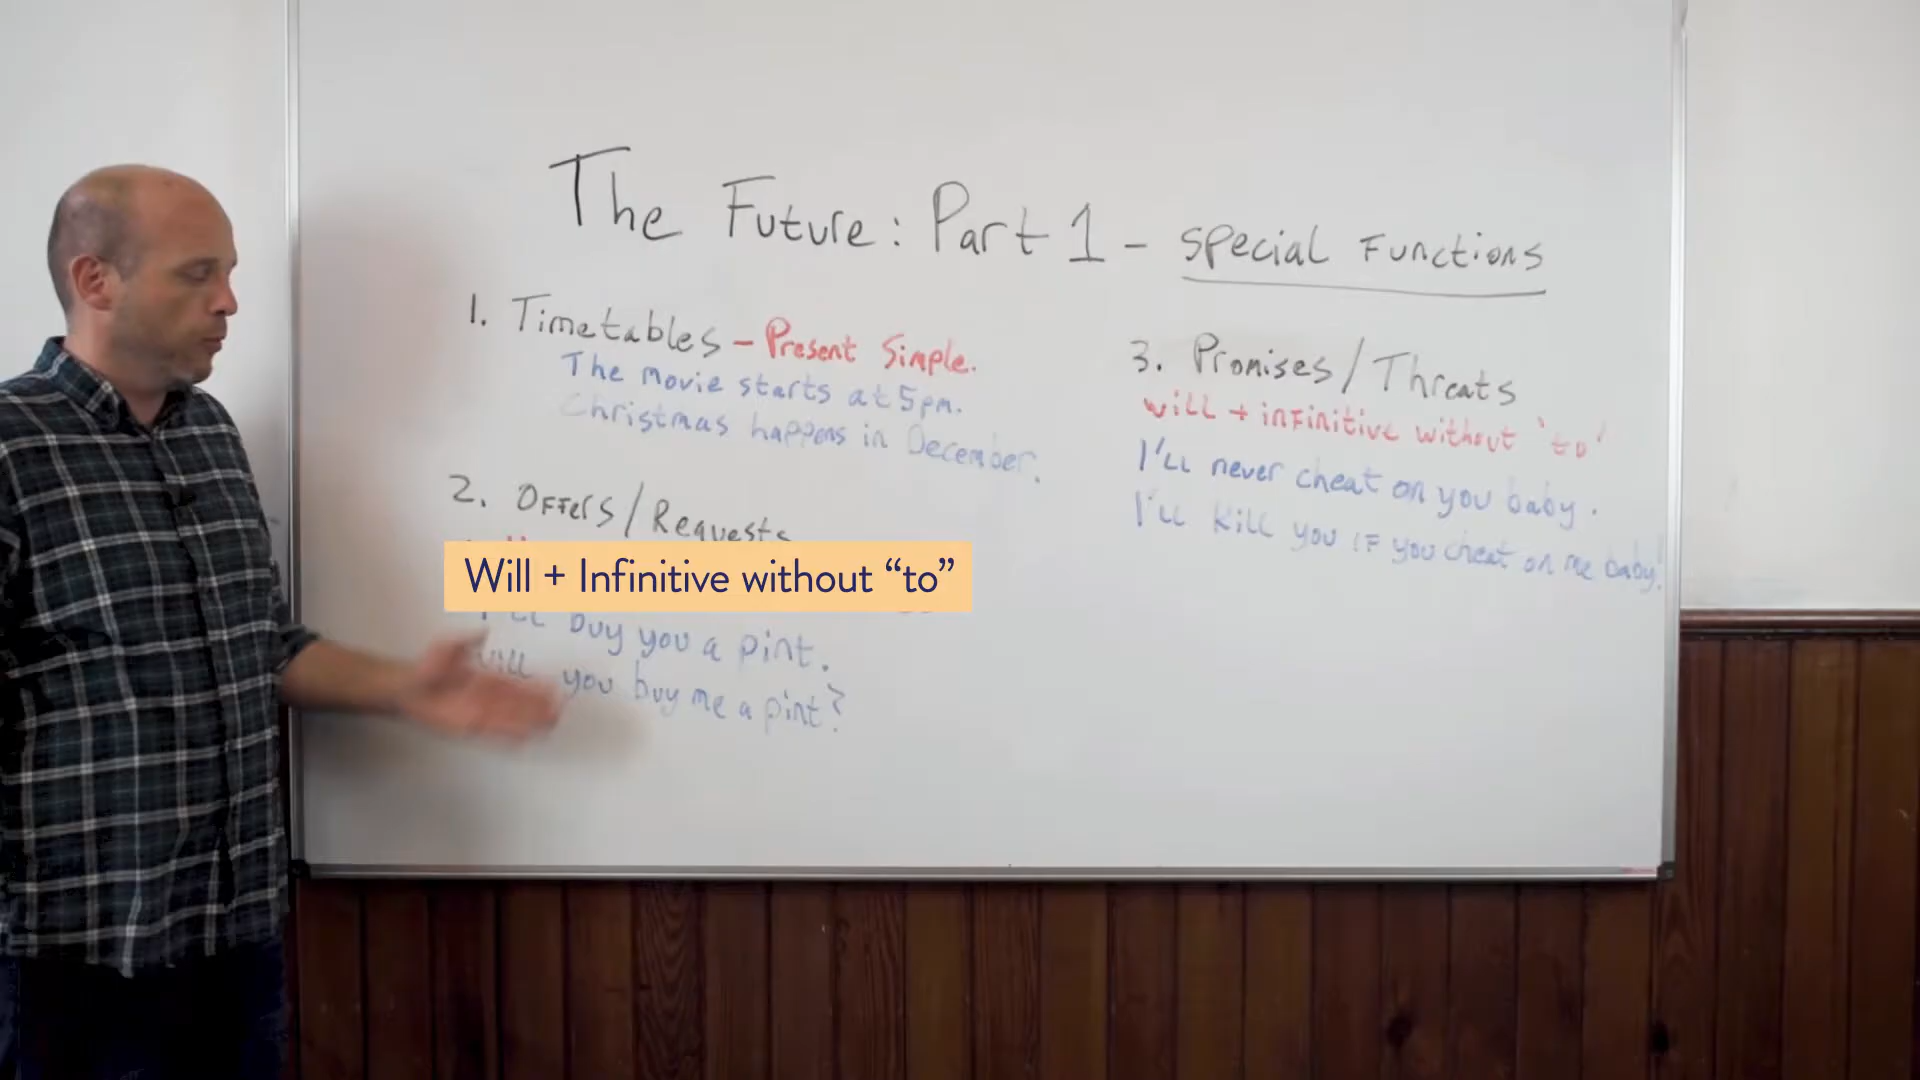 The Future: Part 1 - Special Functions
1. Timetables - Present Simple.
The movie starts at 5pm.
Christmas happens in December.
2. Offers/Requests
Will + Infinitive without “to”
I'll buy you a pint.
Will you buy me a pint?
3. Promises/Threats
will + infinitive without 'to'
I'll never cheat on you baby.
I'll kill you if you cheat on me baby!